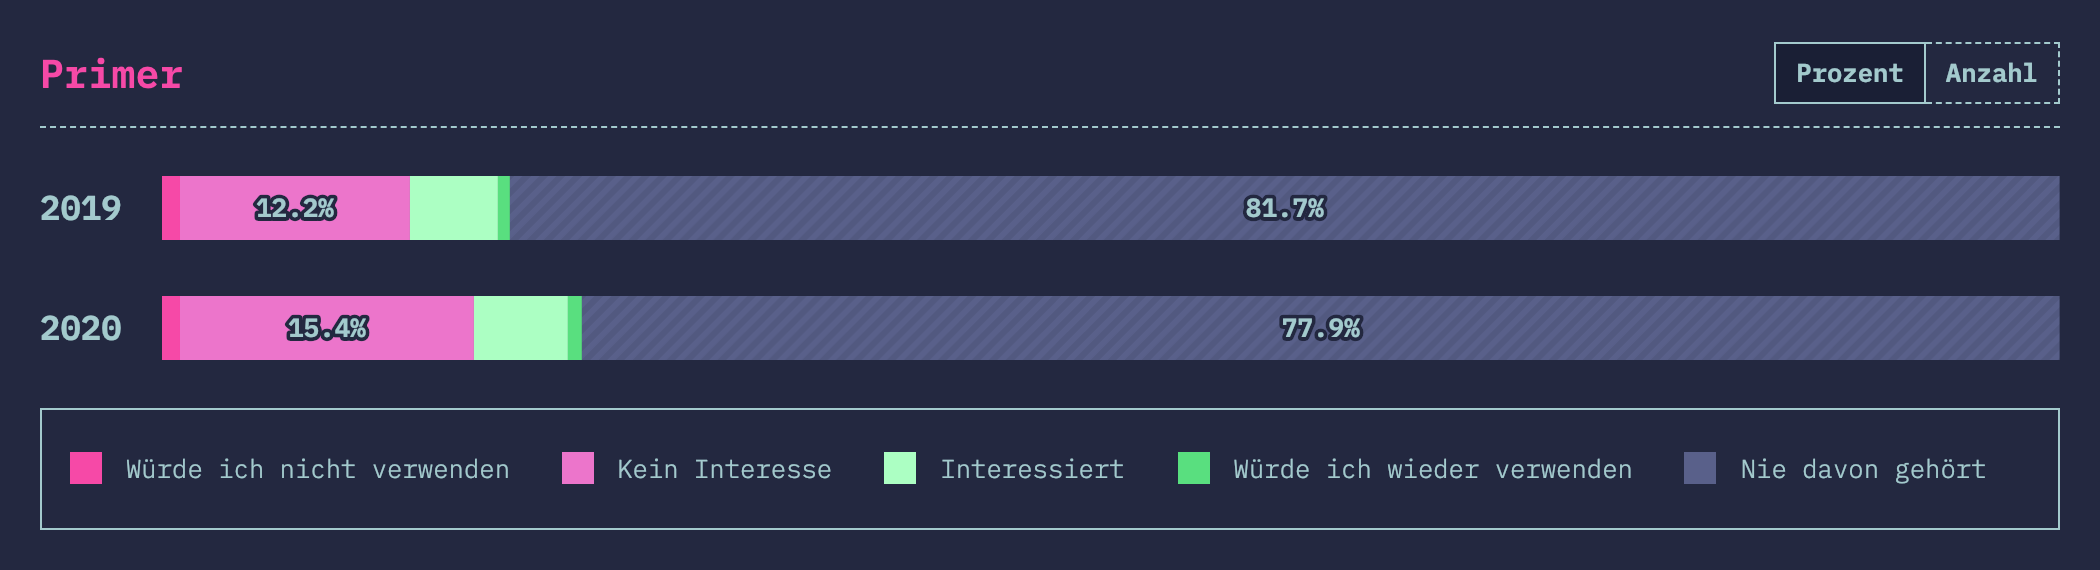 Primer
Prozent Anzahl
2019 12.2% 81.7%
2020 15.4% 77.9%
Würde ich nicht verwenden Kein Interesse Interessiert Würde ich wieder verwenden Nie davon gehört